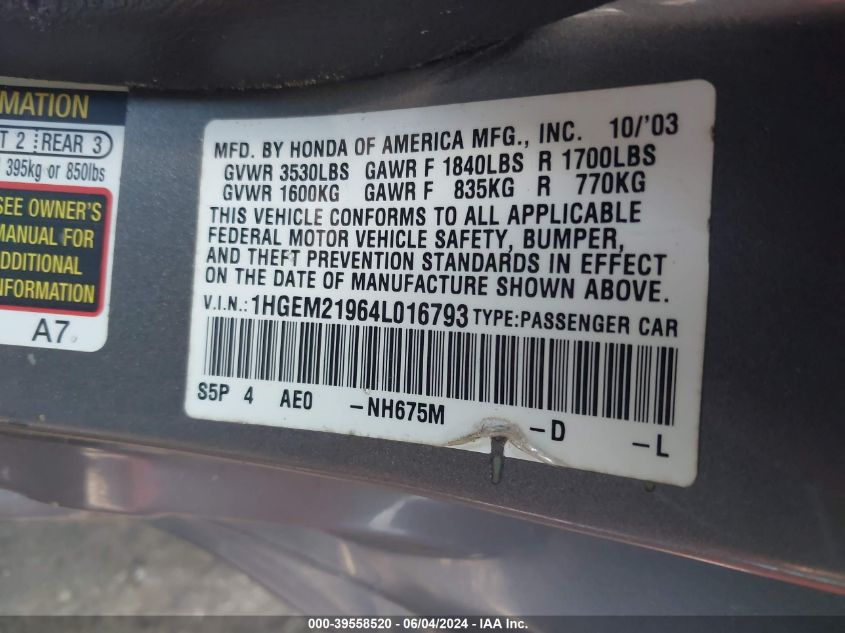 MATION
T 2 REAR 3
395kg or 850lbs
SEE OWNER'S
MANUAL FOR
ADDITIONAL
INFORMATION
A7
MFD. BY HONDA OF AMERICA MFG., INC. 10/'03
GVWR 3530LBS GAWR F 1840LBS R 1700LBS
GVWR 1600KG GAWR F 835KG R 770KG
THIS VEHICLE CONFORMS TO ALL APPLICABLE
FEDERAL MOTOR VEHICLE SAFETY, BUMPER,
AND THEFT PREVENTION STANDARDS IN EFFECT
ON THE DATE OF MANUFACTURE SHOWN ABOVE.
V.I.N.: 1HGEM21964L016793 TYPE:PASSENGER CAR
S5P 4 AE0 -NH675M -D -L
000-39558520 - 06/04/2024 - IAA Inc.